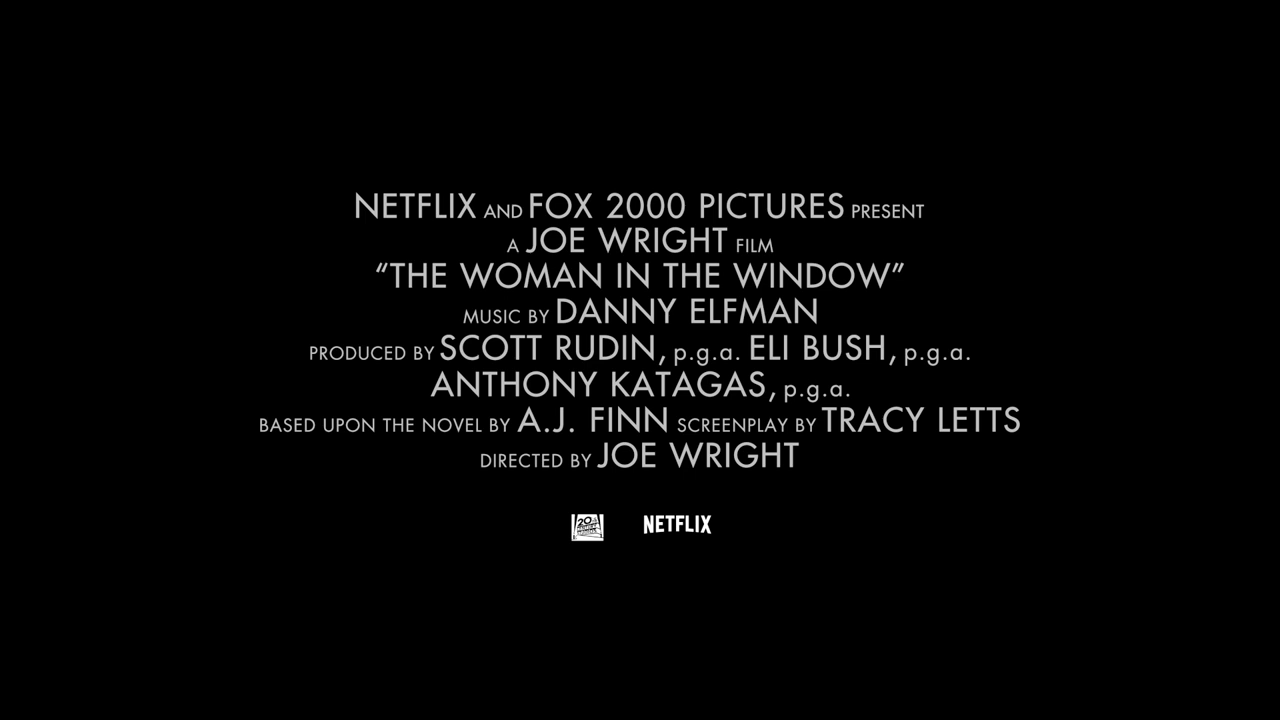 NETFLIX AND FOX 2000 PICTURES PRESENT
A JOE WRIGHT FILM
“THE WOMAN IN THE WINDOW”
MUSIC BY DANNY ELFMAN
PRODUCED BY SCOTT RUDIN, p.g.a. ELI BUSH, p.g.a.
ANTHONY KATAGAS, p.g.a.
BASED UPON THE NOVEL BY A.J. FINN SCREENPLAY BY TRACY LETTS
DIRECTED BY JOE WRIGHT
20 NETFLIX